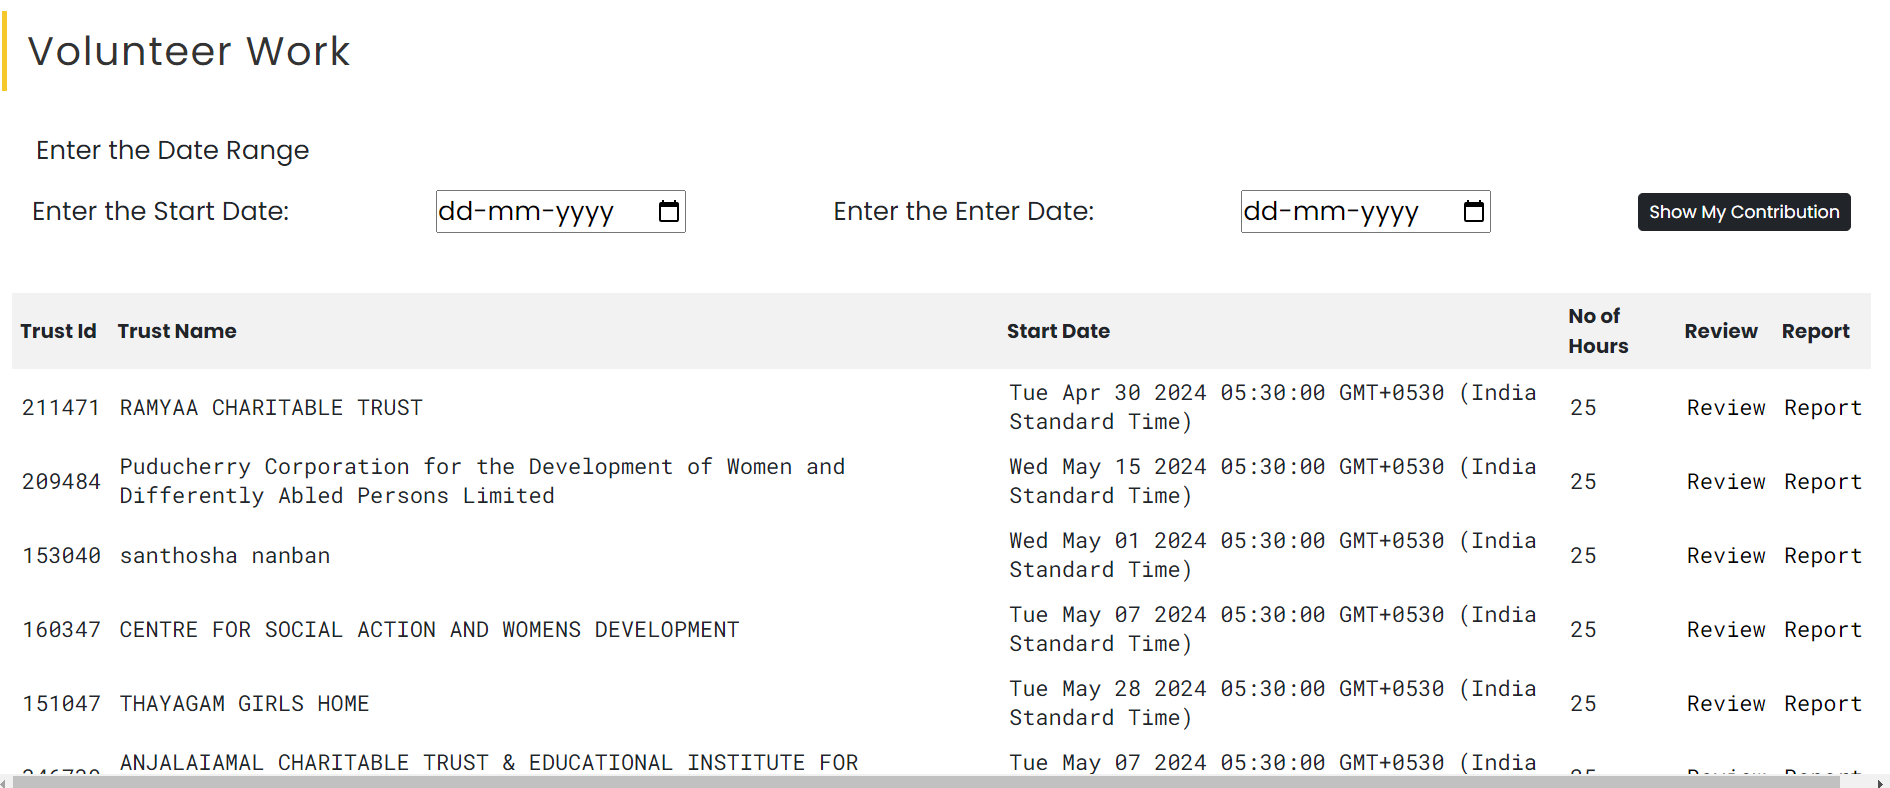 Volunteer Work
Enter the Date Range
Enter the Start Date: dd-mm-yyyy Enter the Enter Date: dd-mm-yyyy Show My Contribution
Trust Id Trust Name Start Date No of Hours Review Report
211471 RAMYAA CHARITABLE TRUST Tue Apr 30 2024 05:30:00 GMT+0530 (India Standard Time) 25 Review Report
209484 Puducherry Corporation for the Development of Women and Differently Abled Persons Limited Wed May 15 2024 05:30:00 GMT+0530 (India Standard Time) 25 Review Report
153040 santhosha nanban Wed May 01 2024 05:30:00 GMT+0530 (India Standard Time) 25 Review Report
160347 CENTRE FOR SOCIAL ACTION AND WOMENS DEVELOPMENT Tue May 07 2024 05:30:00 GMT+0530 (India Standard Time) 25 Review Report
151047 THAYAGAM GIRLS HOME Tue May 28 2024 05:30:00 GMT+0530 (India Standard Time) 25 Review Report
ANJALAIAMAL CHARITABLE TRUST & EDUCATIONAL INSTITUTE FOR Tue May 07 2024 05:30:00 GMT+0530 (India